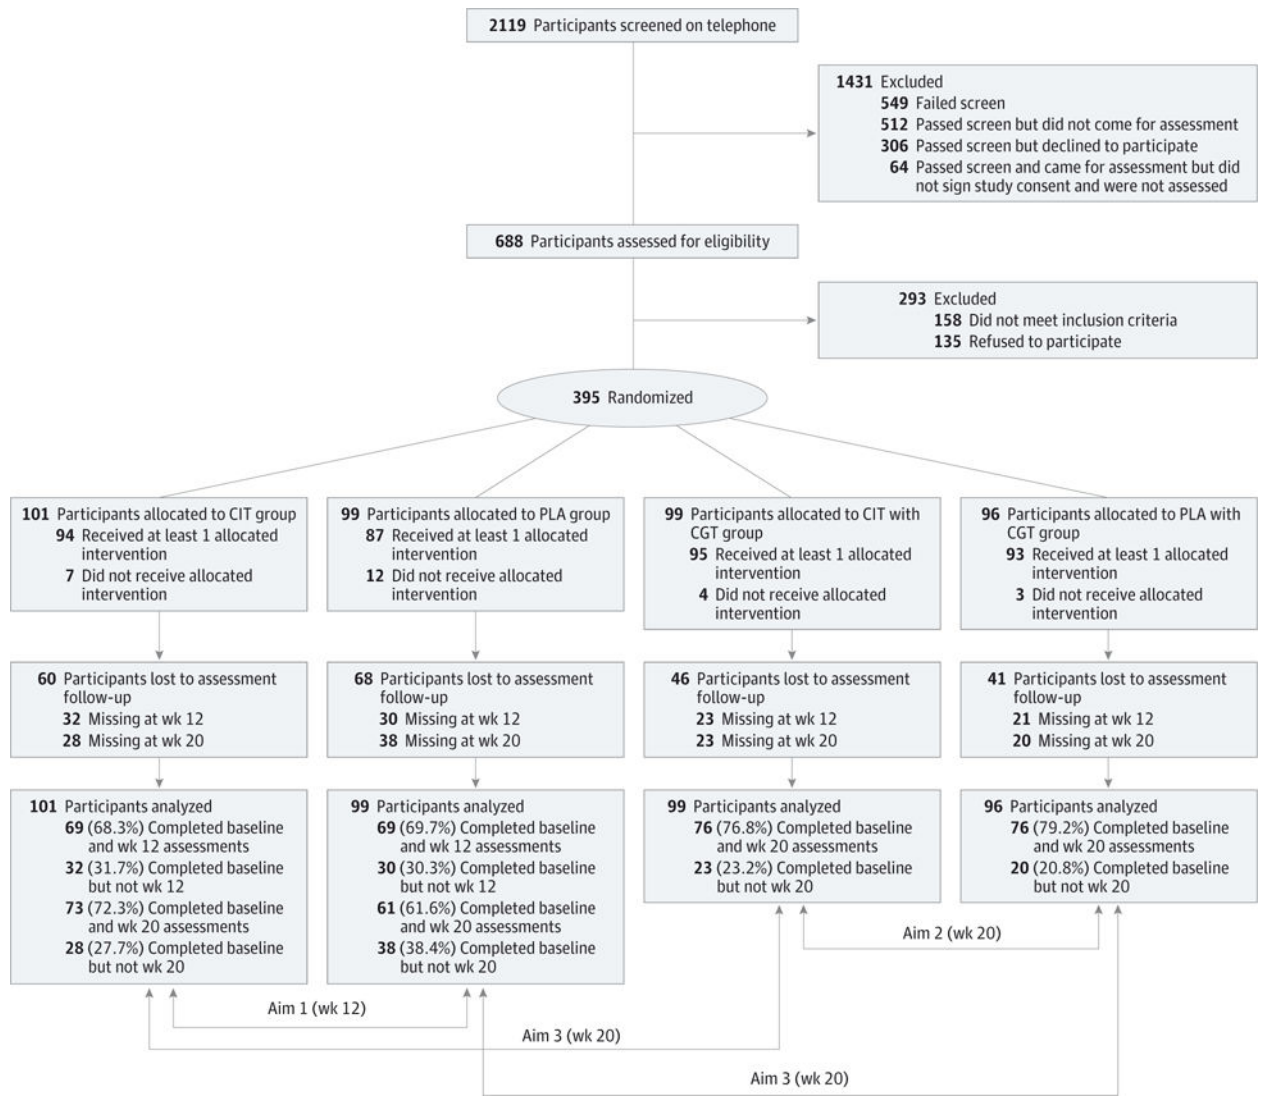 2119 Participants screened on telephone
1431 Excluded
549 Failed screen
512 Passed screen but did not come for assessment
306 Passed screen but declined to participate
64 Passed screen and came for assessment but did
not sign study consent and were not assessed
688 Participants assessed for eligibility
293 Excluded
158 Did not meet inclusion criteria
135 Refused to participate
395 Randomized
101 Participants allocated to CIT group
94 Received at least 1 allocated
intervention
7 Did not receive allocated
intervention
99 Participants allocated to PLA group
87 Received at least 1 allocated
intervention
12 Did not receive allocated
intervention
99 Participants allocated to CIT with
CGT group
95 Received at least 1 allocated
intervention
4 Did not receive allocated
intervention
96 Participants allocated to PLA with
CGT group
93 Received at least 1 allocated
intervention
3 Did not receive allocated
intervention
60 Participants lost to assessment
follow-up
32 Missing at wk 12
28 Missing at wk 20
68 Participants lost to assessment
follow-up
30 Missing at wk 12
38 Missing at wk 20
46 Participants lost to assessment
follow-up
23 Missing at wk 12
23 Missing at wk 20
41 Participants lost to assessment
follow-up
21 Missing at wk 12
20 Missing at wk 20
101 Participants analyzed
69 (68.3%) Completed baseline
and wk 12 assessments
32 (31.7%) Completed baseline
but not wk 12
73 (72.3%) Completed baseline
and wk 20 assessments
28 (27.7%) Completed baseline
but not wk 20
99 Participants analyzed
69 (69.7%) Completed baseline
and wk 12 assessments
30 (30.3%) Completed baseline
but not wk 12
61 (61.6%) Completed baseline
and wk 20 assessments
38 (38.4%) Completed baseline
but not wk 20
99 Participants analyzed
76 (76.8%) Completed baseline
and wk 20 assessments
23 (23.2%) Completed baseline
but not wk 20
96 Participants analyzed
76 (79.2%) Completed baseline
and wk 20 assessments
20 (20.8%) Completed baseline
but not wk 20
Aim 2 (wk 20)
Aim 1 (wk 12)
Aim 3 (wk 20)
Aim 3 (wk 20)